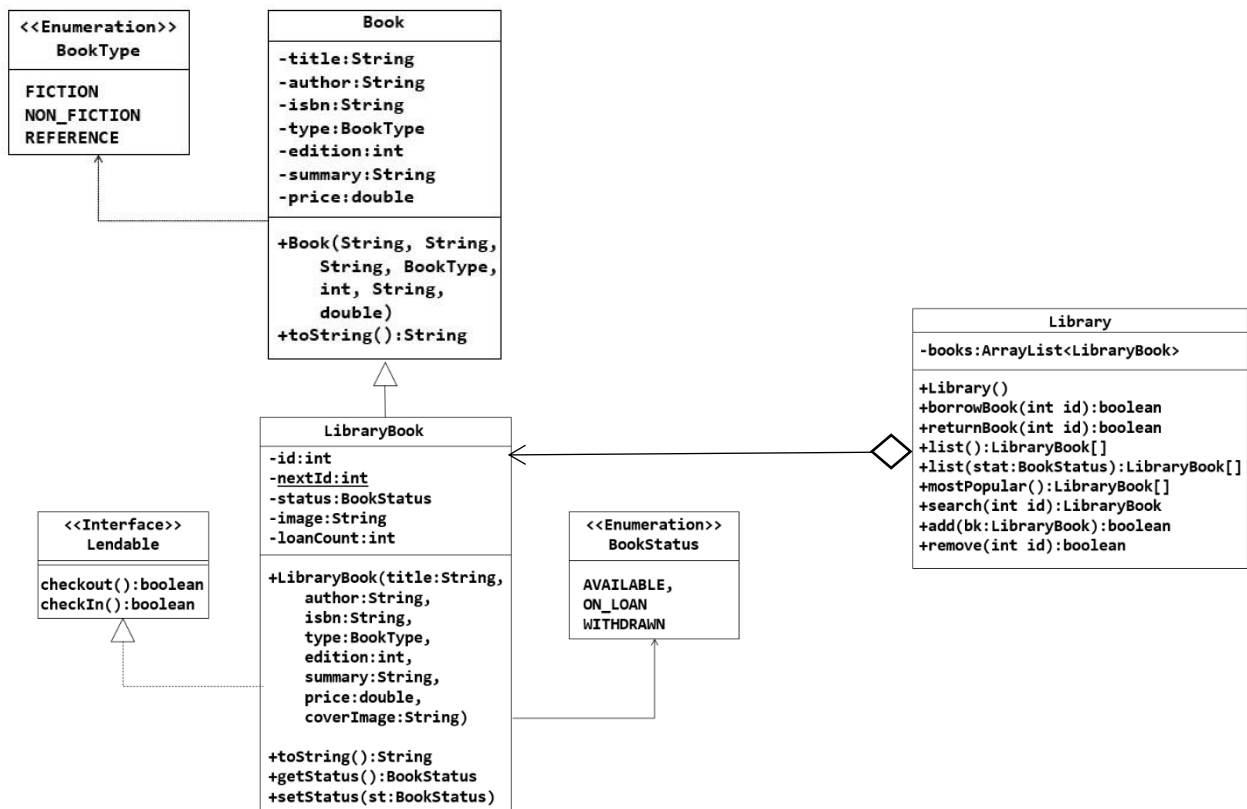 <<Enumeration>>
BookType
FICTION
NON_FICTION
REFERENCE
Book
-title:String
-author:String
-isbn:String
-type:BookType
-edition:int
-summary:String
-price:double
+Book(String, String,
String, BookType,
int, String,
double)
+toString():String
Library
-books:ArrayList<LibraryBook>
+Library()
+borrowBook(int id):boolean
+returnBook(int id):boolean
+list():LibraryBook[]
+list(stat:BookStatus):LibraryBook[]
+mostPopular():LibraryBook[]
+search(int id):LibraryBook
+add(bk:LibraryBook):boolean
+remove(int id):boolean
LibraryBook
-id:int
-nextId:int
-status:BookStatus
-image:String
-loanCount:int
+LibraryBook(title:String,
author:String,
isbn:String,
type:BookType,
edition:int,
summary:String,
price:double,
coverImage:String)
+toString():String
+getStatus():BookStatus
+setStatus(st:BookStatus)
<<Interface>>
Lendable
checkout():boolean
checkIn():boolean
<<Enumeration>>
BookStatus
AVAILABLE,
ON_LOAN
WITHDRAWN